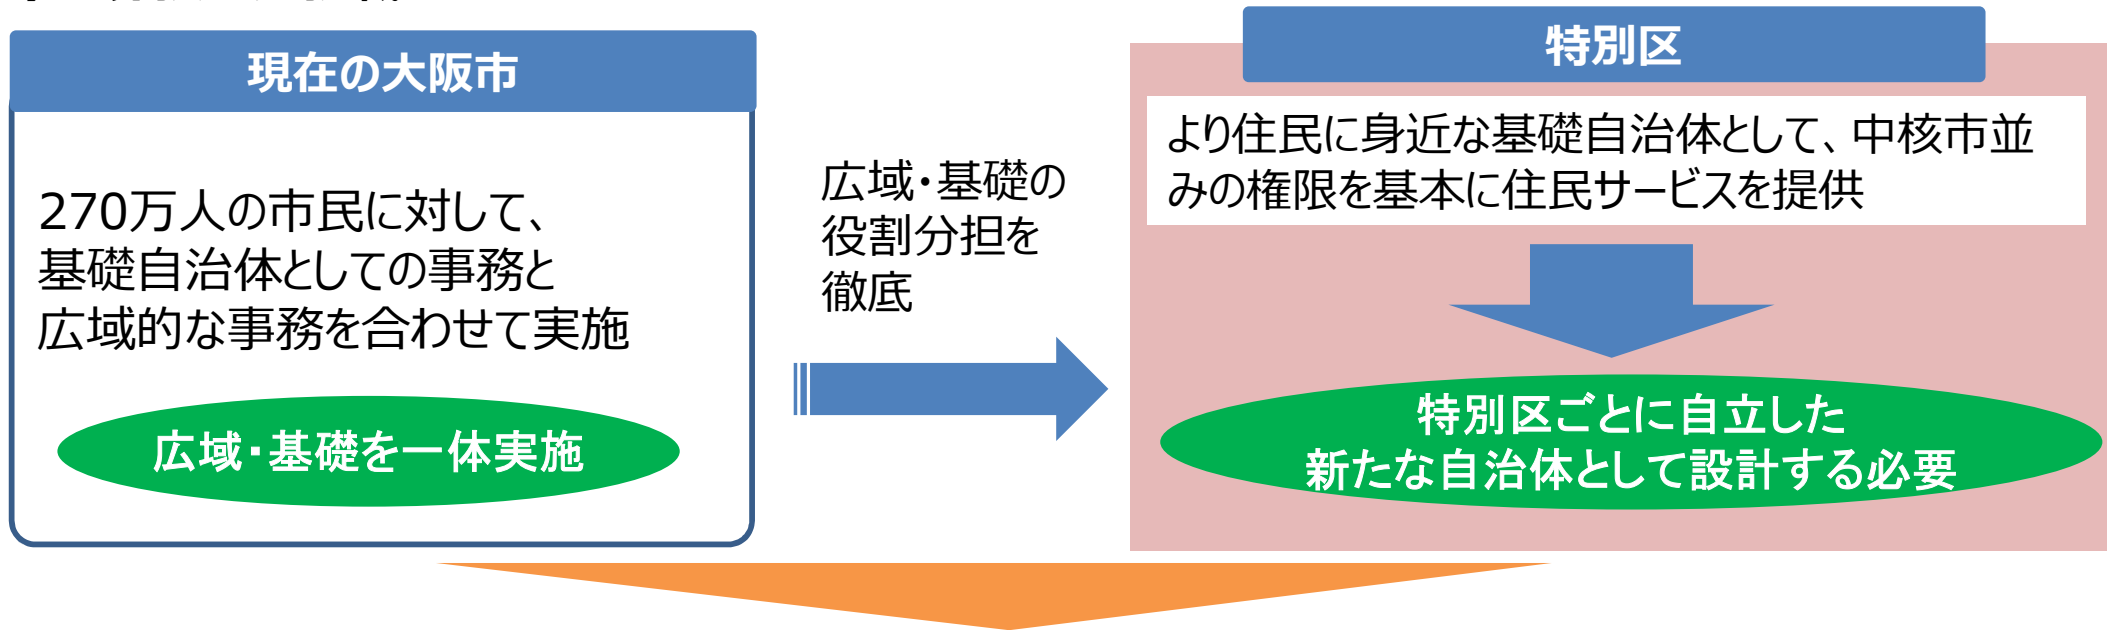 現在の大阪市
270万人の市民に対して、
基礎自治体としての事務と
広域的な事務を合わせて実施
広域・基礎を一体実施
広域・基礎の
役割分担を
徹底
特別区
より住民に身近な基礎自治体として、中核市並
みの権限を基本に住民サービスを提供
特別区ごとに自立した
新たな自治体として設計する必要